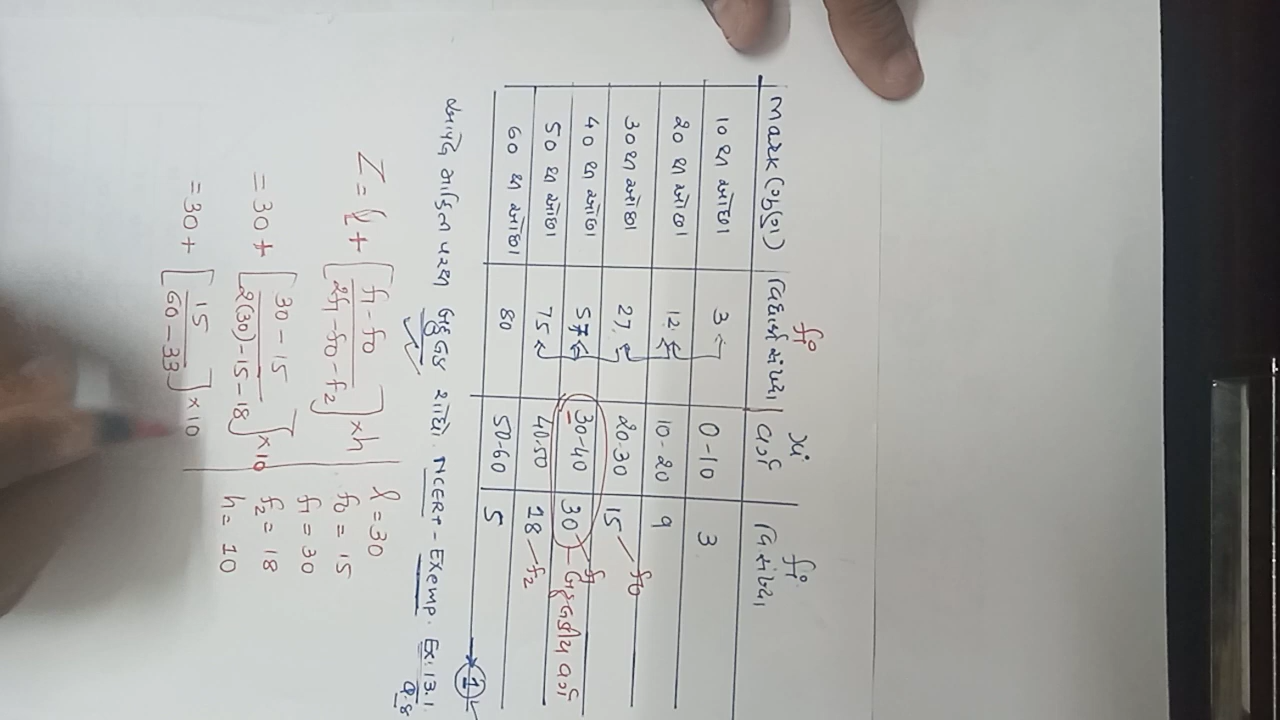 Mark (ગુણ) | વિદ્યાર્થી સંખ્યા fi | વર્ગ xi | વિ.સંખ્યા fi
10 થી ઓછા | 3 | 0-10 | 3
20 થી ઓછા | 12 | 10-20 | 9
30 થી ઓછા | 27 | 20-30 | 15 - f0
40 થી ઓછા | 57 | 30-40 | 30 - f1 બહુલકીય વર્ગ
50 થી ઓછા | 75 | 40-50 | 18 - f2
60 થી ઓછા | 80 | 50-60 | 5
આપેલ માહિતી પરથી બહુલક શોધો. NCERT - Exemp. Ex:13.1 Q.8
1
Z = l + [f1 - f0 / 2f1 - f0 - f2] × h
= 30 + [30 - 15 / 2(30) - 15 - 18] × 10
= 30 + [15 / 60 - 33] × 10
l = 30
f0 = 15
f1 = 30
f2 = 18
h = 10